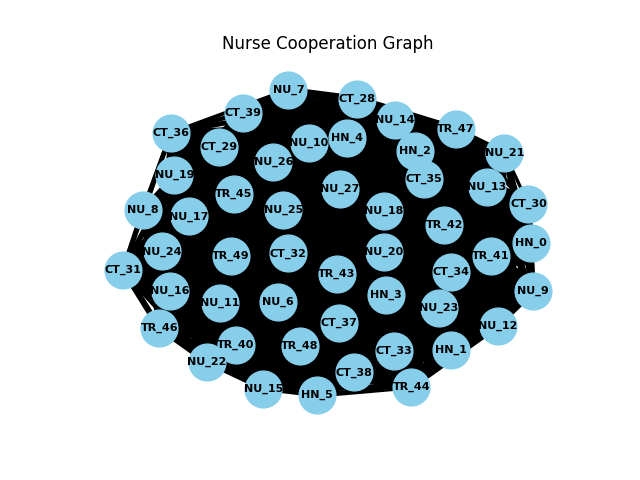 Nurse Cooperation Graph
NU_7
CT_28
CT_39
NU_14
TR_47
CT_36
HN_4
NU_10
CT_29
HN_2
NU_21
NU_26
NU_19
CT_35
NU_13
NU_27
TR_45
CT_30
NU_8
NU_25
NU_18
NU_17
TR_42
HN_0
NU_24
CT_32
NU_20
TR_49
TR_41
CT_31
CT_34
TR_43
NU_16
NU_9
HN_3
NU_6
NU_11
NU_23
CT_37
NU_12
TR_46
TR_40
TR_48
HN_1
CT_33
NU_22
CT_38
TR_44
NU_15
HN_5